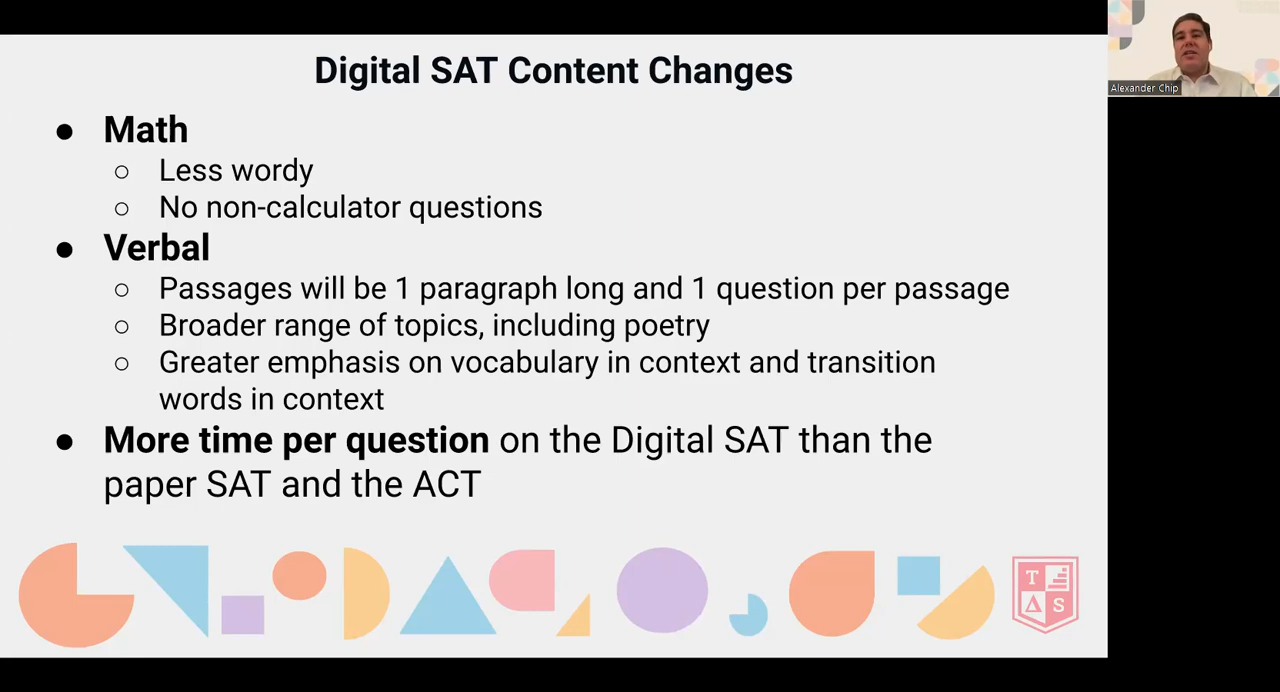 Digital SAT Content Changes
Alexander Chip
● Math
○ Less wordy
○ No non-calculator questions
● Verbal
○ Passages will be 1 paragraph long and 1 question per passage
○ Broader range of topics, including poetry
○ Greater emphasis on vocabulary in context and transition
words in context
● More time per question on the Digital SAT than the
paper SAT and the ACT
T
Δ S